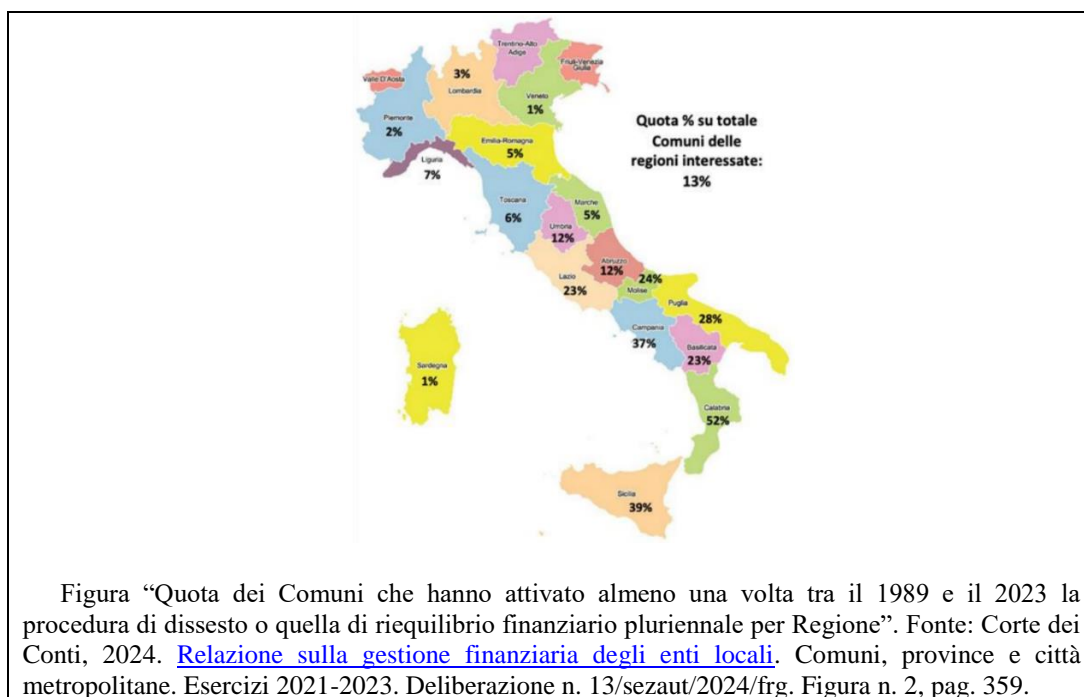 Trentino-Alto
Adige
Friuli-Venezia
Giulia
Valle D'Aosta
3%
Lombardia
Veneto
1%
Piemonte
2%
Emilia-Romagna
5%
Liguria
7%
Quota % su totale
Comuni delle
regioni interessate:
13%
Toscana
6%
Marche
5%
Umbria
12%
Abruzzo
12%
Lazio
23%
24%
Molise
Puglia
28%
Campania
37%
Basilicata
23%
Sardegna
1%
Calabria
52%
Sicilia
39%
Figura “Quota dei Comuni che hanno attivato almeno una volta tra il 1989 e il 2023 la
procedura di dissesto o quella di riequilibrio finanziario pluriennale per Regione”. Fonte: Corte dei
Conti, 2024. Relazione sulla gestione finanziaria degli enti locali. Comuni, province e città
metropolitane. Esercizi 2021-2023. Deliberazione n. 13/sezaut/2024/frg. Figura n. 2, pag. 359.